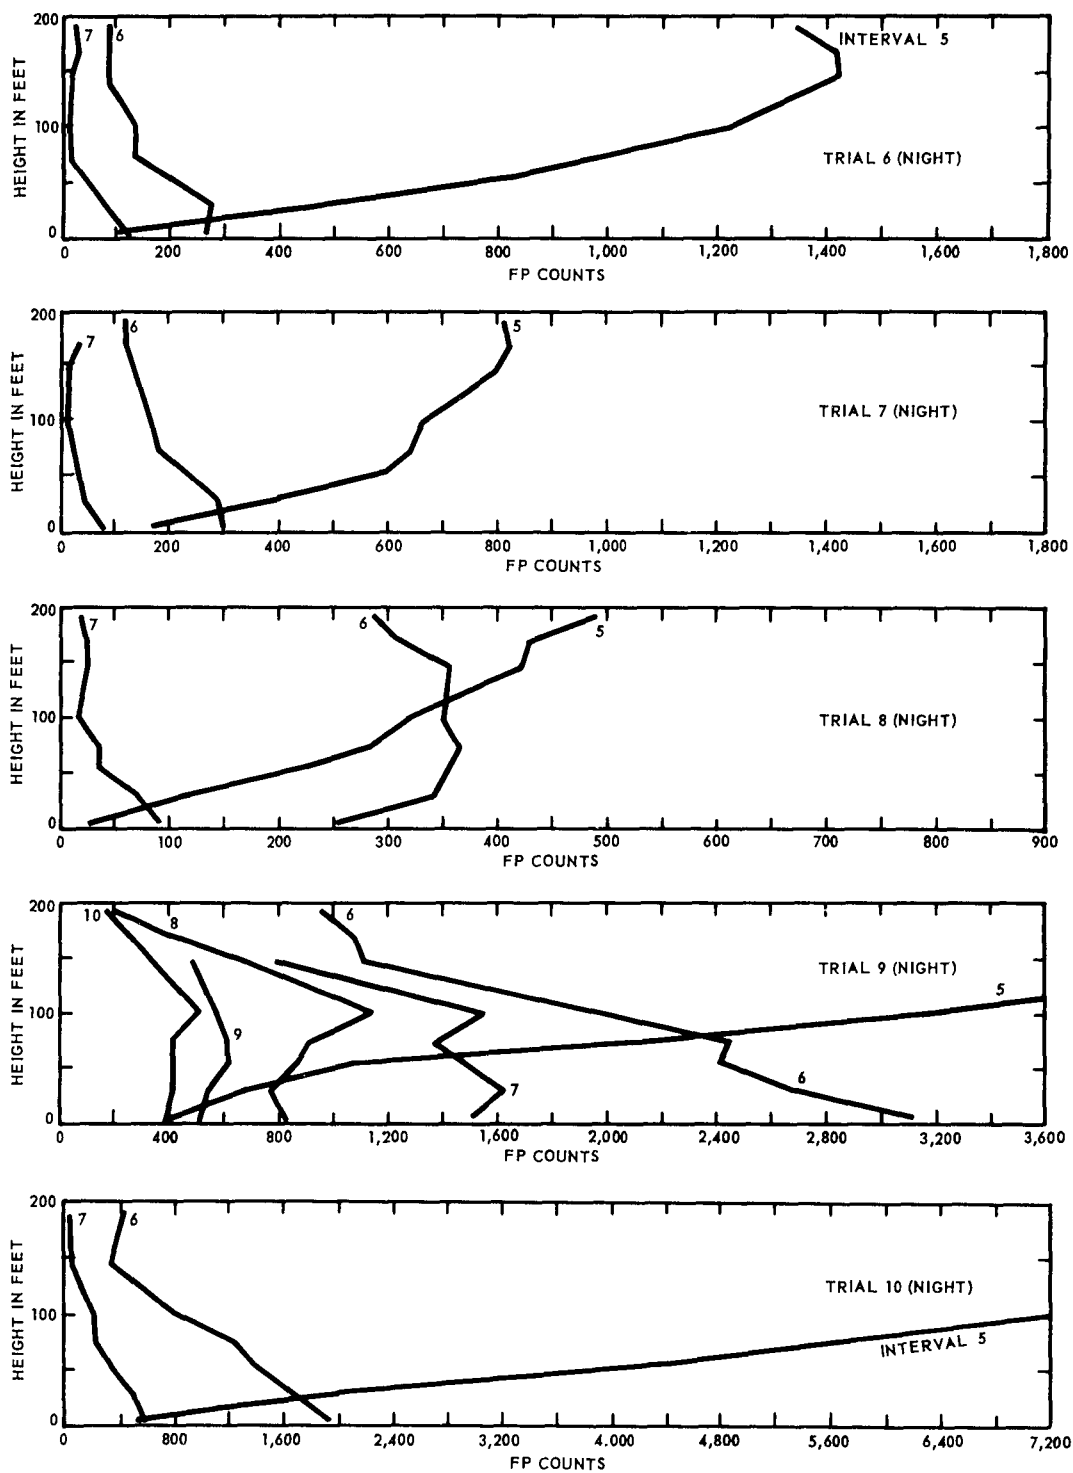 200
7 6
INTERVAL 5
HEIGHT IN FEET
100
TRIAL 6 (NIGHT)
0
0 200 400 600 800 1,000 1,200 1,400 1,600 1,800
FP COUNTS
200
7 6 5
HEIGHT IN FEET
100
TRIAL 7 (NIGHT)
0
0 200 400 600 800 1,000 1,200 1,400 1,600 1,800
FP COUNTS
200
7 6 5
HEIGHT IN FEET
100
TRIAL 8 (NIGHT)
0
0 100 200 300 400 500 600 700 800 900
FP COUNTS
200
10 8 6
HEIGHT IN FEET
TRIAL 9 (NIGHT)
5
100
9
7 6
0
0 400 800 1,200 1,600 2,000 2,400 2,800 3,200 3,600
FP COUNTS
200
7 6
HEIGHT IN FEET
TRIAL 10 (NIGHT)
100
INTERVAL 5
0
0 800 1,600 2,400 3,200 4.000 4,800 5,600 6,400 7,200
FP COUNTS